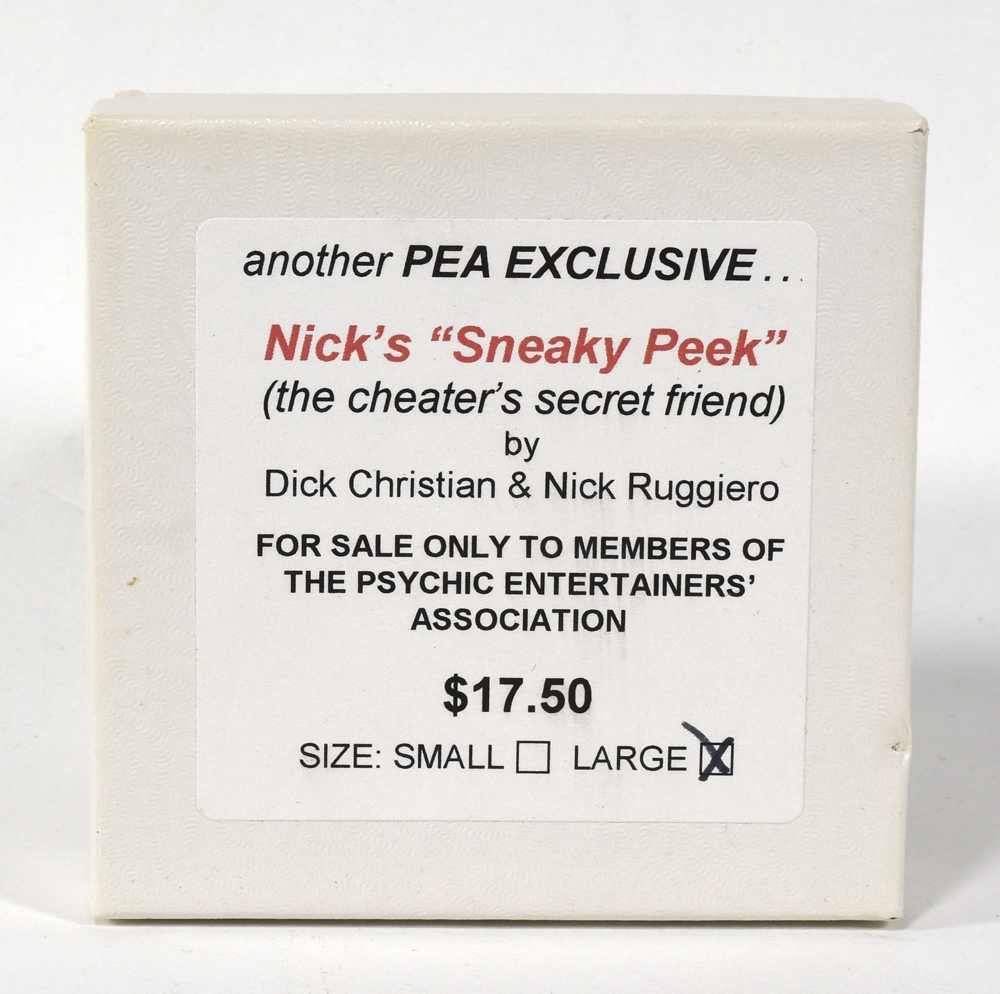 another PEA EXCLUSIVE...
Nick's “Sneaky Peek”
(the cheater's secret friend)
by
Dick Christian & Nick Ruggiero
FOR SALE ONLY TO MEMBERS OF
THE PSYCHIC ENTERTAINERS'
ASSOCIATION
$17.50
SIZE: SMALL ☐ LARGE ☒